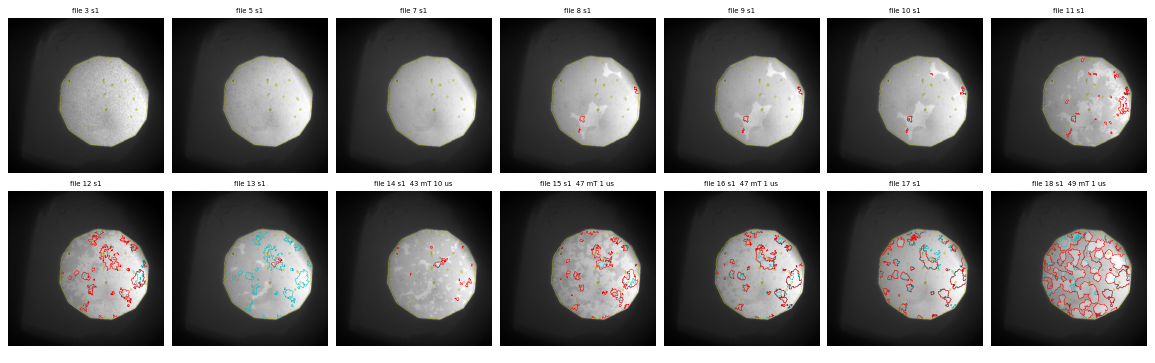 file 3 s1
file 5 s1
file 7 s1
file 8 s1
file 9 s1
file 10 s1
file 11 s1
file 12 s1
file 13 s1
file 14 s1  43 mT 10 us
file 15 s1  47 mT 1 us
file 16 s1  47 mT 1 us
file 17 s1
file 18 s1  49 mT 1 us